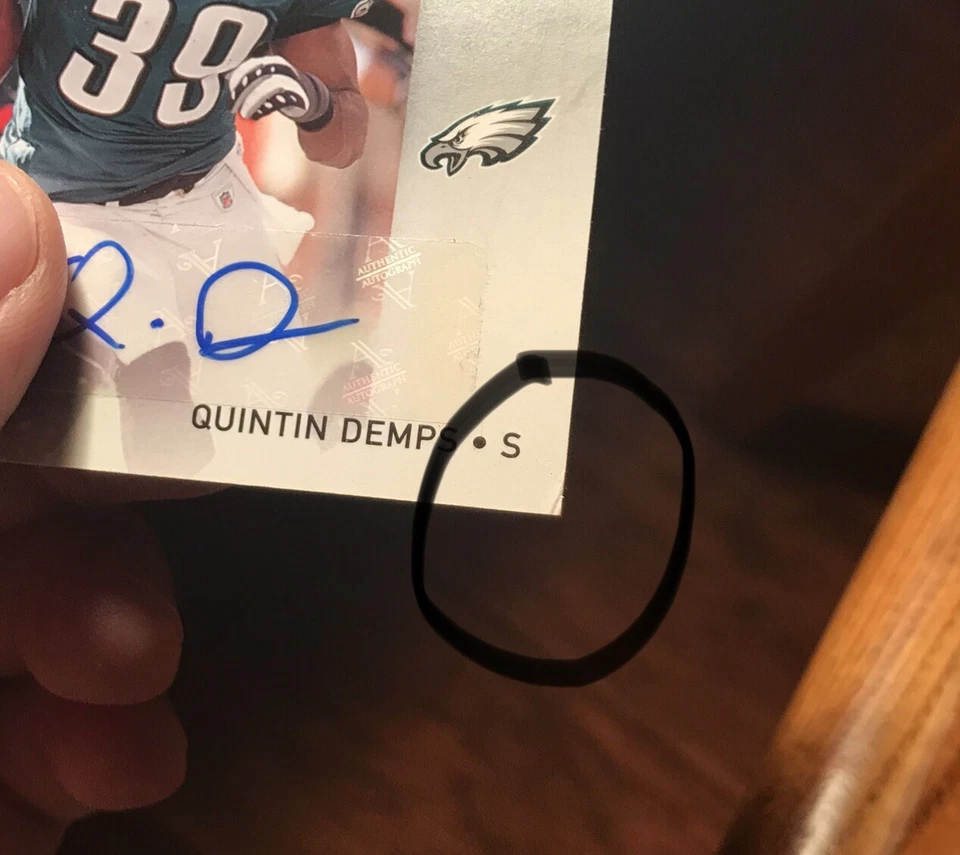 39
AUTHENTIC
AUTOGRAPH
Q. D
AUTHENTIC
AUTOGRAPH
QUINTIN DEMPS • S